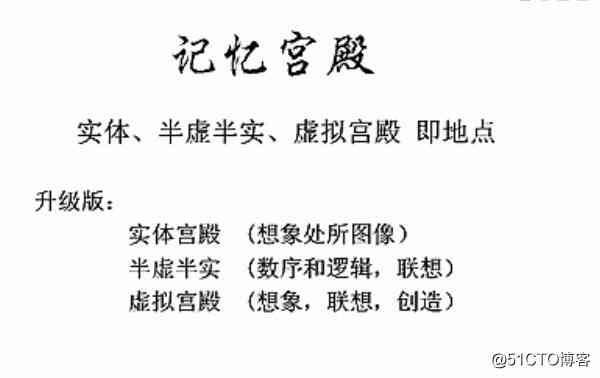 记忆宫殿
实体、半虚半实、虚拟宫殿 即地点
升级版：
实体宫殿 （想象处所图像）
半虚半实 （数序和逻辑，联想）
虚拟宫殿 （想象，联想，创造）
@51CTO博客